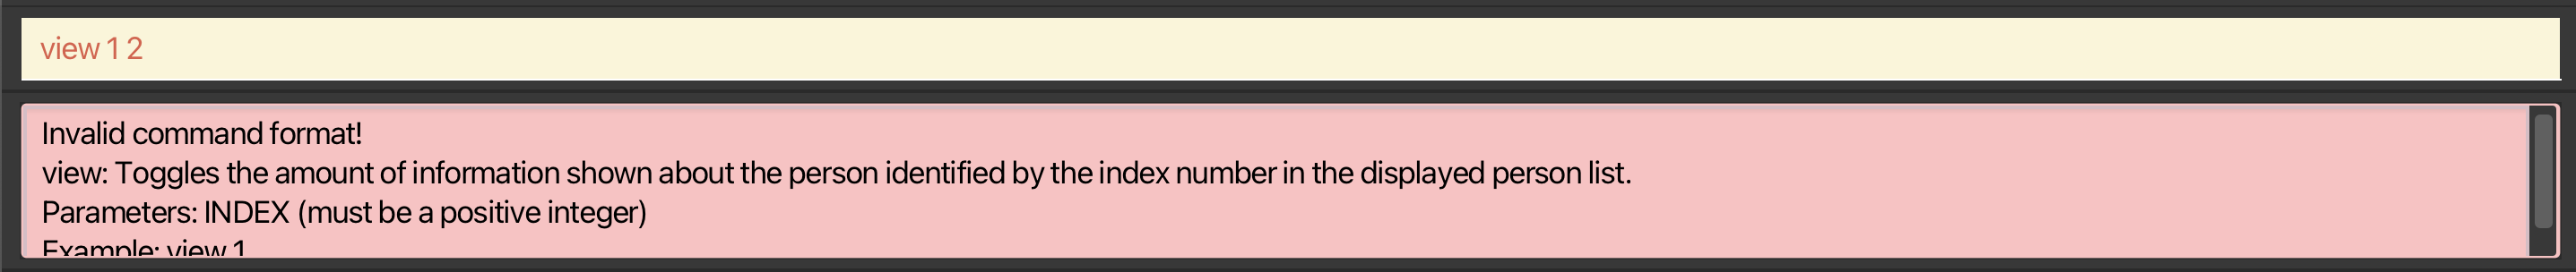 view 1 2
Invalid command format!
view: Toggles the amount of information shown about the person identified by the index number in the displayed person list.
Parameters: INDEX (must be a positive integer)
Example: view 1